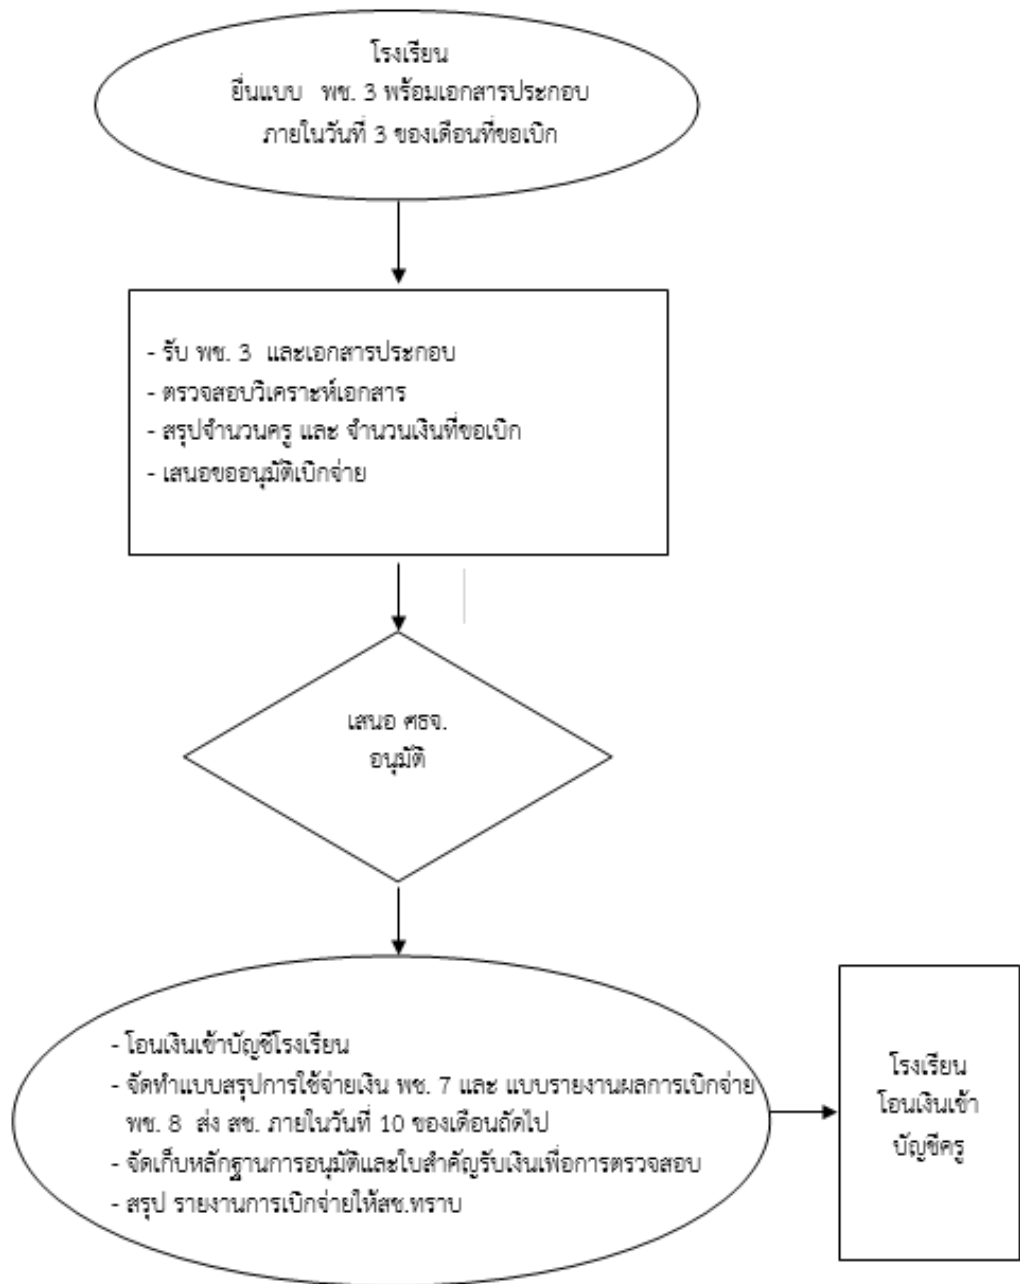 โรงเรียน
ยื่นแบบ พช. 3 พร้อมเอกสารประกอบ
ภายในวันที่ 3 ของเดือนที่ขอเบิก
- รับ พช. 3 และเอกสารประกอบ
- ตรวจสอบวิเคราะห์เอกสาร
- สรุปจำนวนครู และ จำนวนเงินที่ขอเบิก
- เสนอขออนุมัติเบิกจ่าย
เสนอ ศธจ.
อนุมัติ
- โอนเงินเข้าบัญชีโรงเรียน
- จัดทำแบบสรุปการใช้จ่ายเงิน พช. 7 และ แบบรายงานผลการเบิกจ่าย
พช. 8 ส่ง สช. ภายในวันที่ 10 ของเดือนถัดไป
- จัดเก็บหลักฐานการอนุมัติและใบสำคัญรับเงินเพื่อการตรวจสอบ
- สรุป รายงานการเบิกจ่ายให้สช.ทราบ
โรงเรียน
โอนเงินเข้า
บัญชีครู